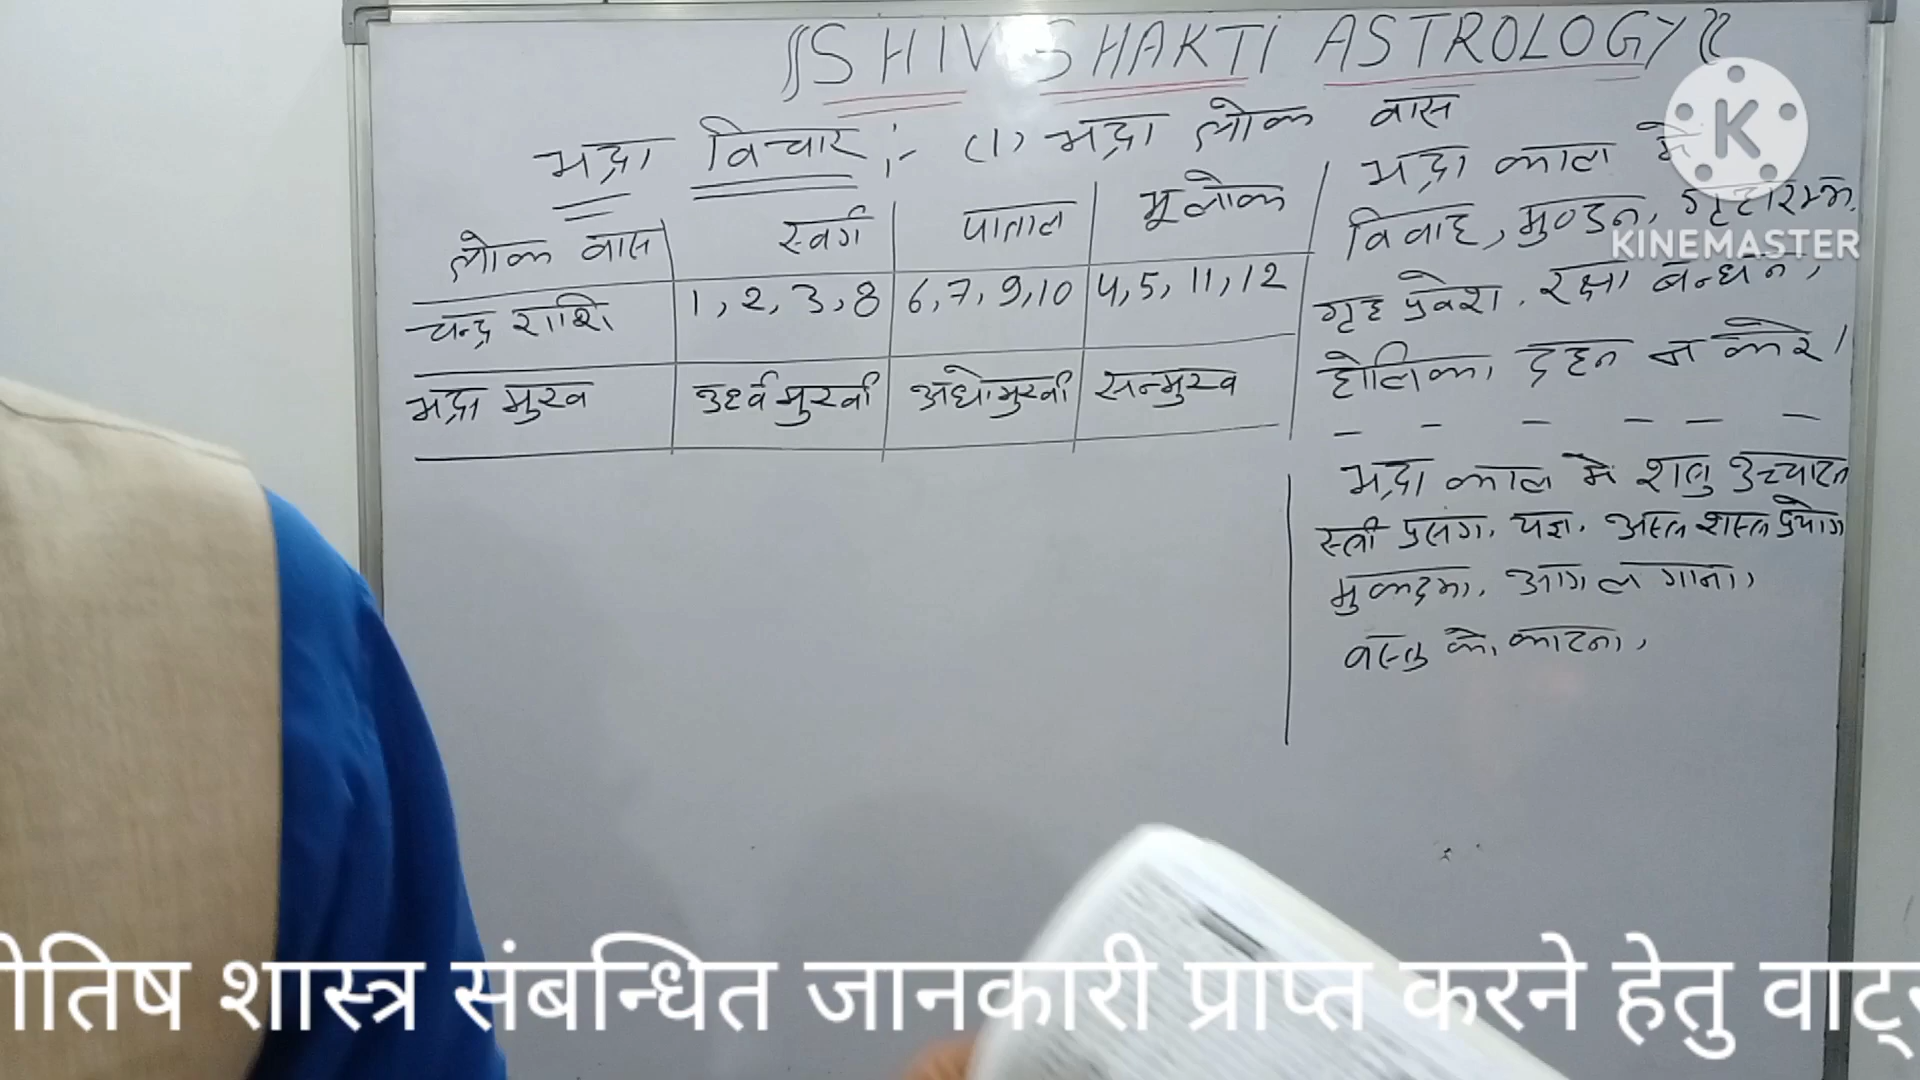 SHIV SHAKTI ASTROLOGY
भद्रा विचार :- (1) भद्रा लोक वास
लोक वास स्वर्ग पाताल भूलोक
चन्द्र राशि 1, 2, 3, 8 6, 7, 9, 10 4, 5, 11, 12
भद्रा मुख उर्ध्वमुखी अधोमुखी सन्मुख
भद्रा काल मे
विवाह, मुण्डन, गृहारम्भ,
गृह प्रवेश, रक्षा बन्धन,
होलिका दहन न करे।
भद्रा काल मे शत्रु उच्चाटन
स्त्री प्रसंग, यज्ञ, अस्त्र शस्त्र प्रयोग
मुकदमा, आग लगाना,
वस्तु को काटना,
K
KINEMASTER
ीतिष शास्त्र संबन्धित जानकारी प्राप्त करने हेतु